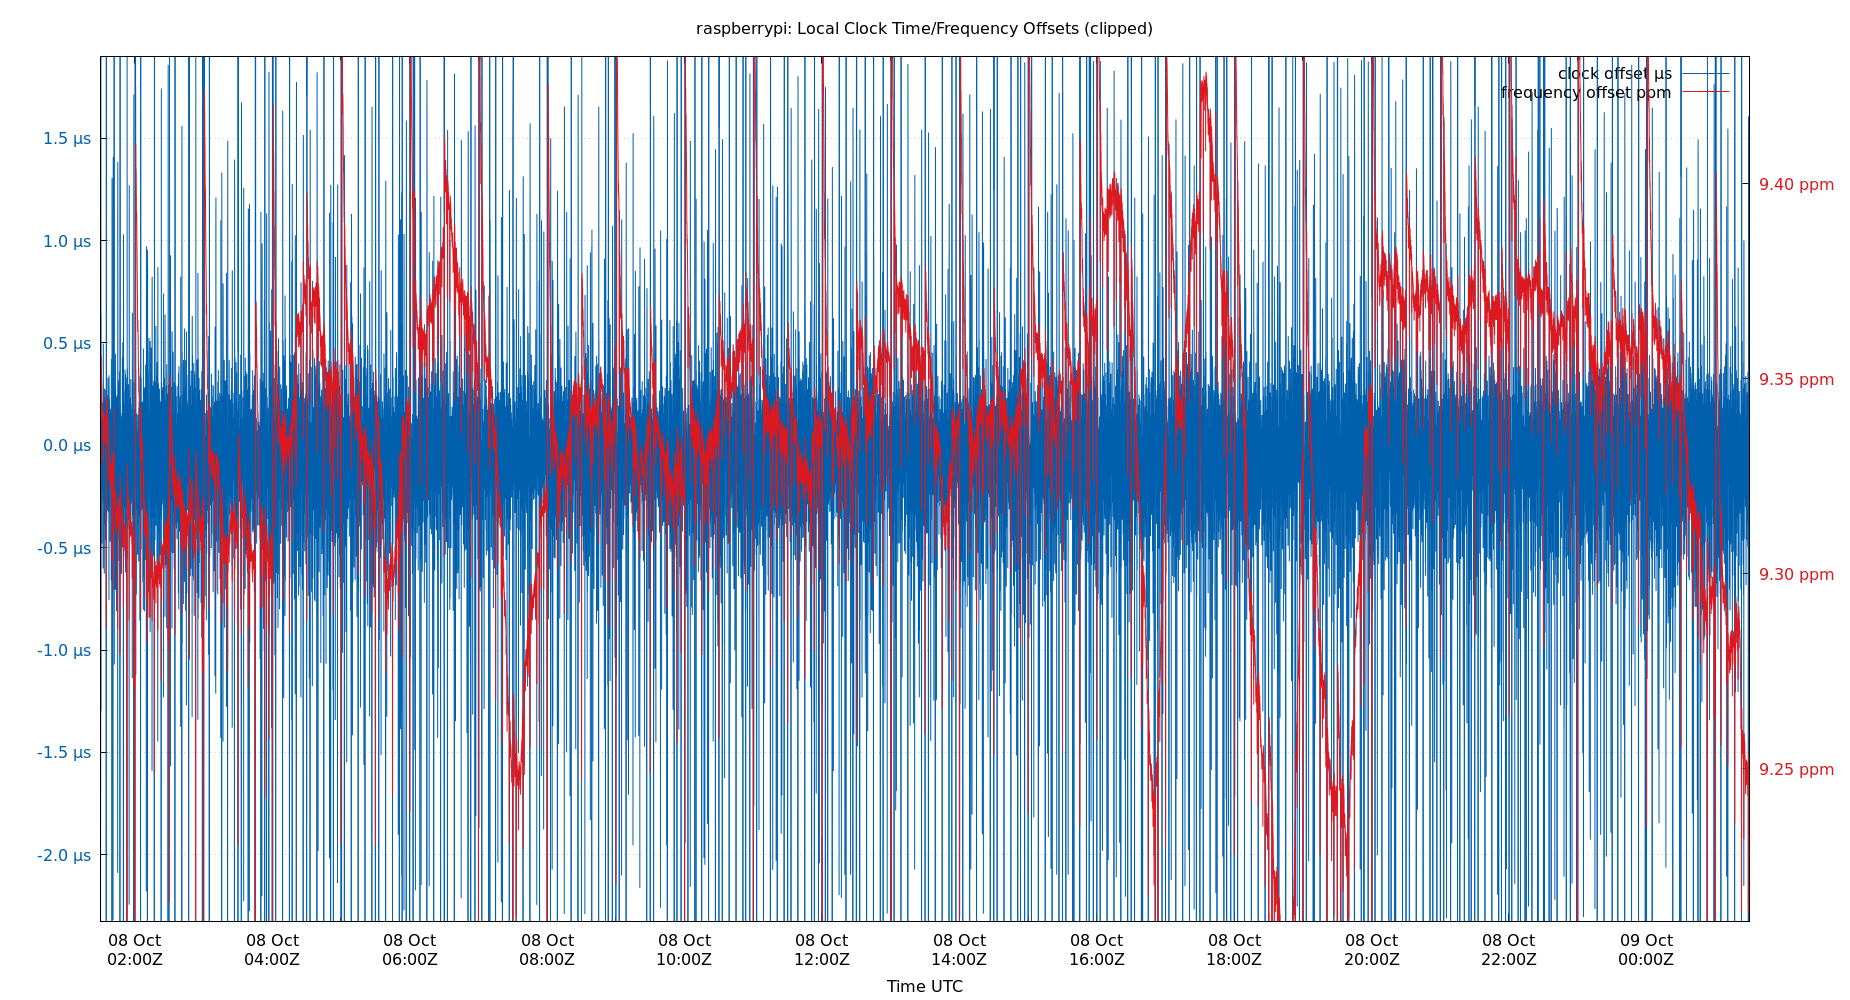 raspberrypi: Local Clock Time/Frequency Offsets (clipped)
clock offset µs
frequency offset ppm
1.5 µs
1.0 µs
0.5 µs
0.0 µs
-0.5 µs
-1.0 µs
-1.5 µs
-2.0 µs
9.40 ppm
9.35 ppm
9.30 ppm
9.25 ppm
08 Oct 08 Oct 08 Oct 08 Oct 08 Oct 08 Oct 08 Oct 08 Oct 08 Oct 08 Oct 08 Oct 09 Oct
02:00Z 04:00Z 06:00Z 08:00Z 10:00Z 12:00Z 14:00Z 16:00Z 18:00Z 20:00Z 22:00Z 00:00Z
Time UTC